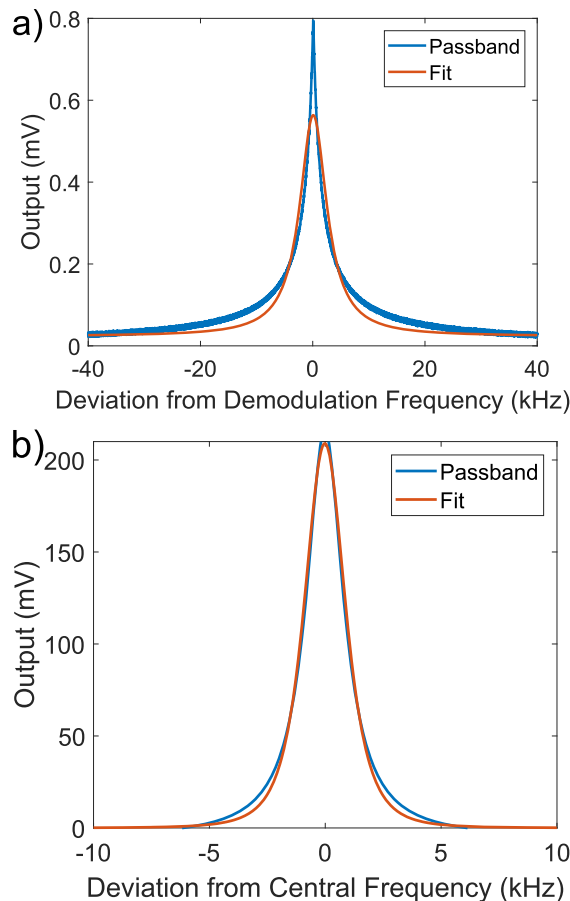 a)
0.8
0.6
0.4
0.2
0
Output (mV)
Passband
Fit
-40
-20
0
20
40
Deviation from Demodulation Frequency (kHz)
b)
200
150
100
50
0
Output (mV)
Passband
Fit
-10
-5
0
5
10
Deviation from Central Frequency (kHz)